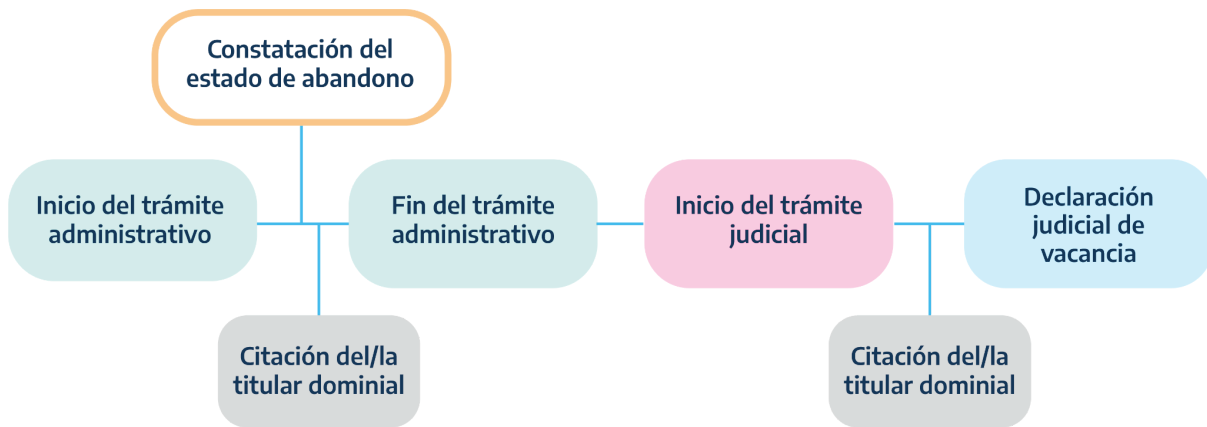 Constatación del
estado de abandono
Inicio del trámite
administrativo
Fin del trámite
administrativo
Inicio del trámite
judicial
Declaración
judicial de
vacancia
Citación del/la
titular dominial
Citación del/la
titular dominial